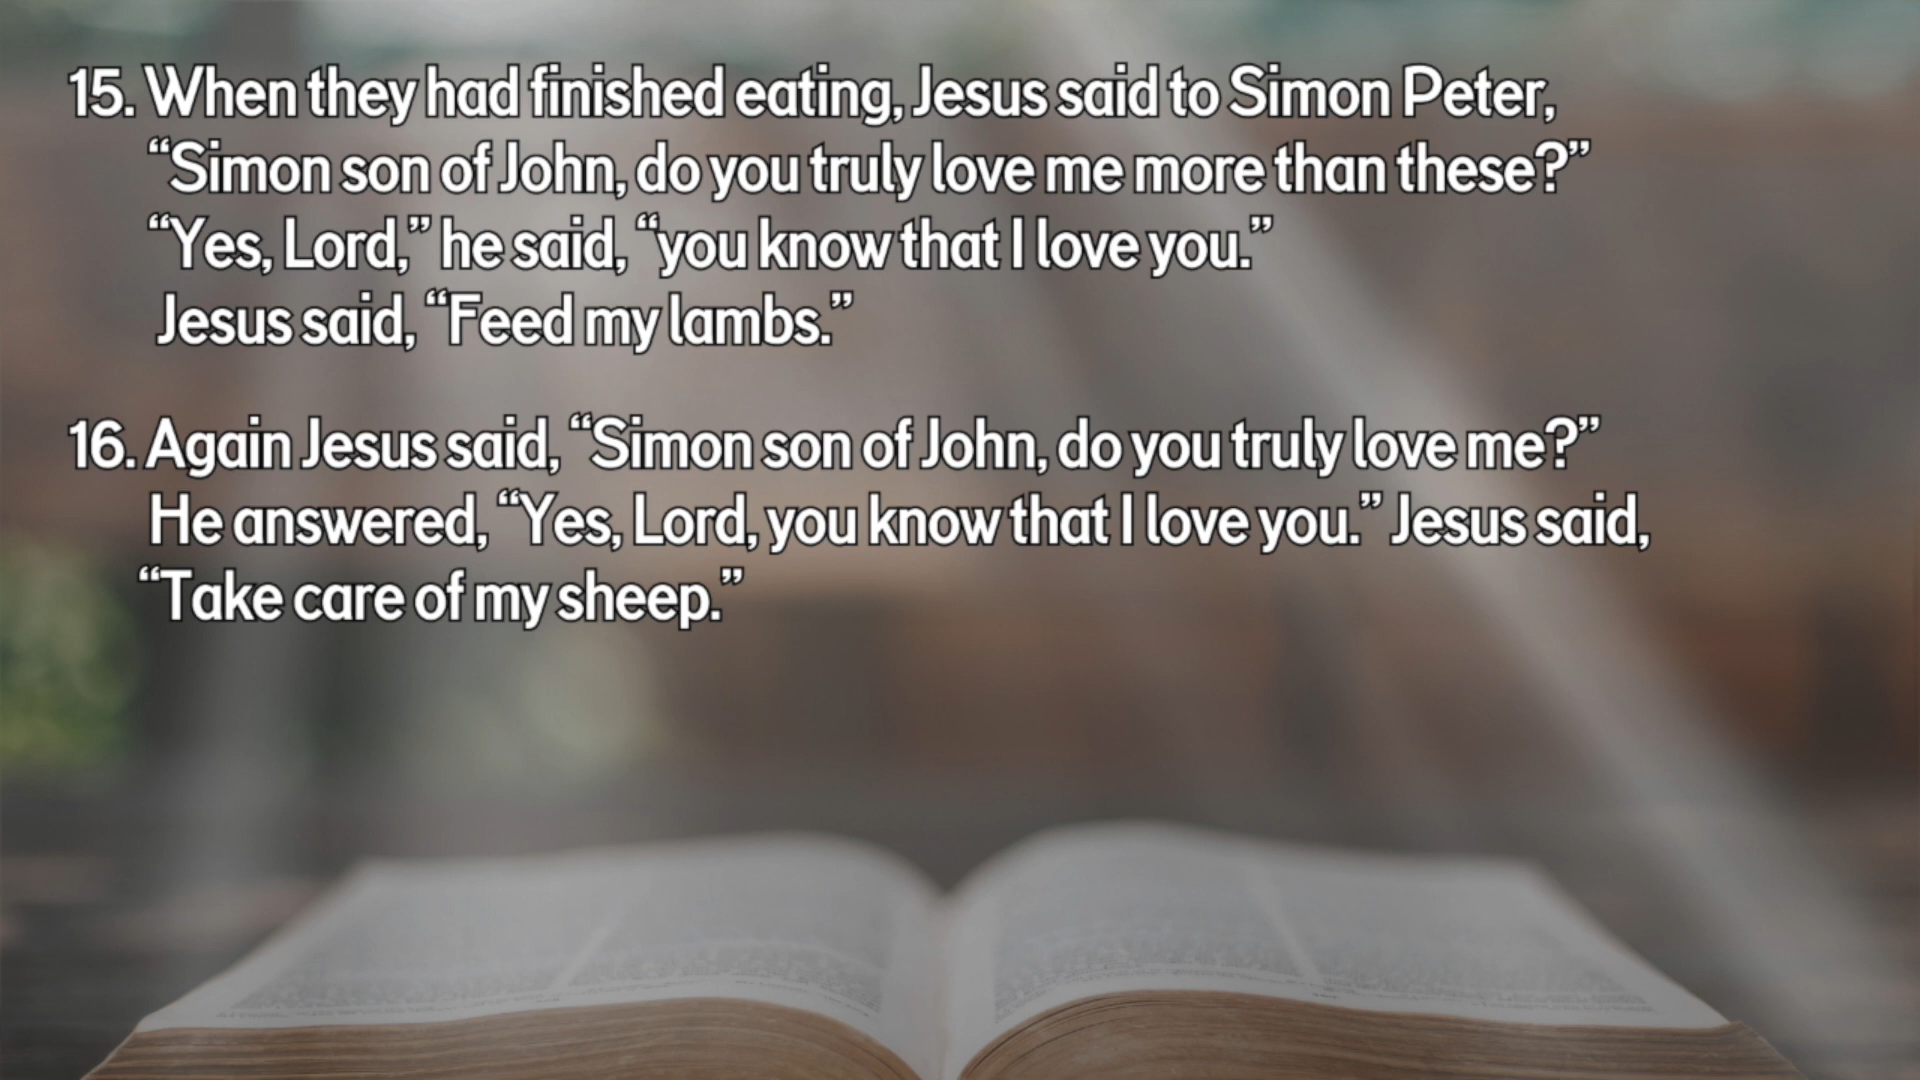 15. When they had finished eating, Jesus said to Simon Peter,
“Simon son of John, do you truly love me more than these?”
“Yes, Lord,” he said, “you know that I love you.”
Jesus said, “Feed my lambs.”
16. Again Jesus said, “Simon son of John, do you truly love me?”
He answered, “Yes, Lord, you know that I love you.” Jesus said,
“Take care of my sheep.”